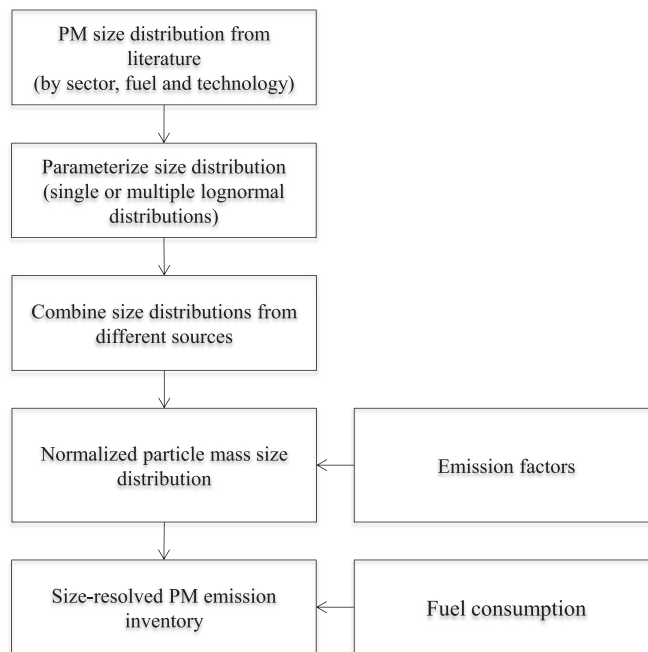 PM size distribution from
literature
(by sector, fuel and technology)
Parameterize size distribution
(single or multiple lognormal
distributions)
Combine size distributions from
different sources
Normalized particle mass size
distribution
Emission factors
Size-resolved PM emission
inventory
Fuel consumption